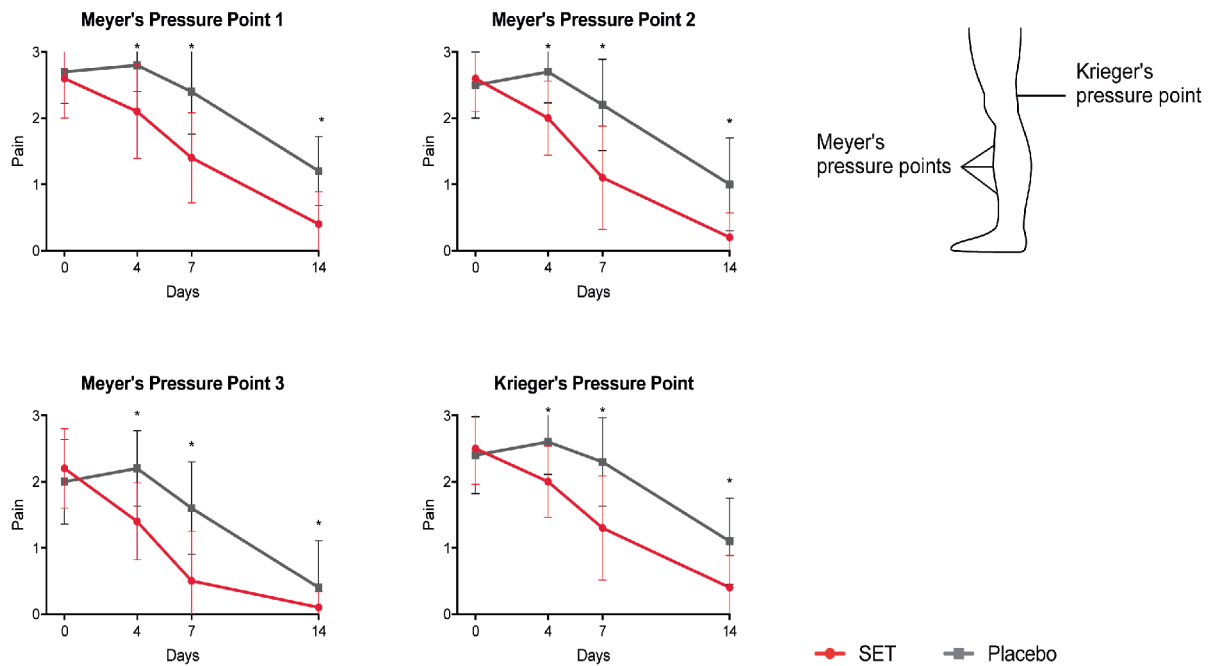 Meyer's Pressure Point 1
*
*
*
3
2
1
0
Pain
0 4 7 14
Days
Meyer's Pressure Point 2
*
*
*
3
2
1
0
Pain
0 4 7 14
Days
Krieger's
pressure point
Meyer's
pressure points
Meyer's Pressure Point 3
*
*
*
3
2
1
0
Pain
0 4 7 14
Days
Krieger's Pressure Point
*
*
*
3
2
1
0
Pain
0 4 7 14
Days
SET Placebo